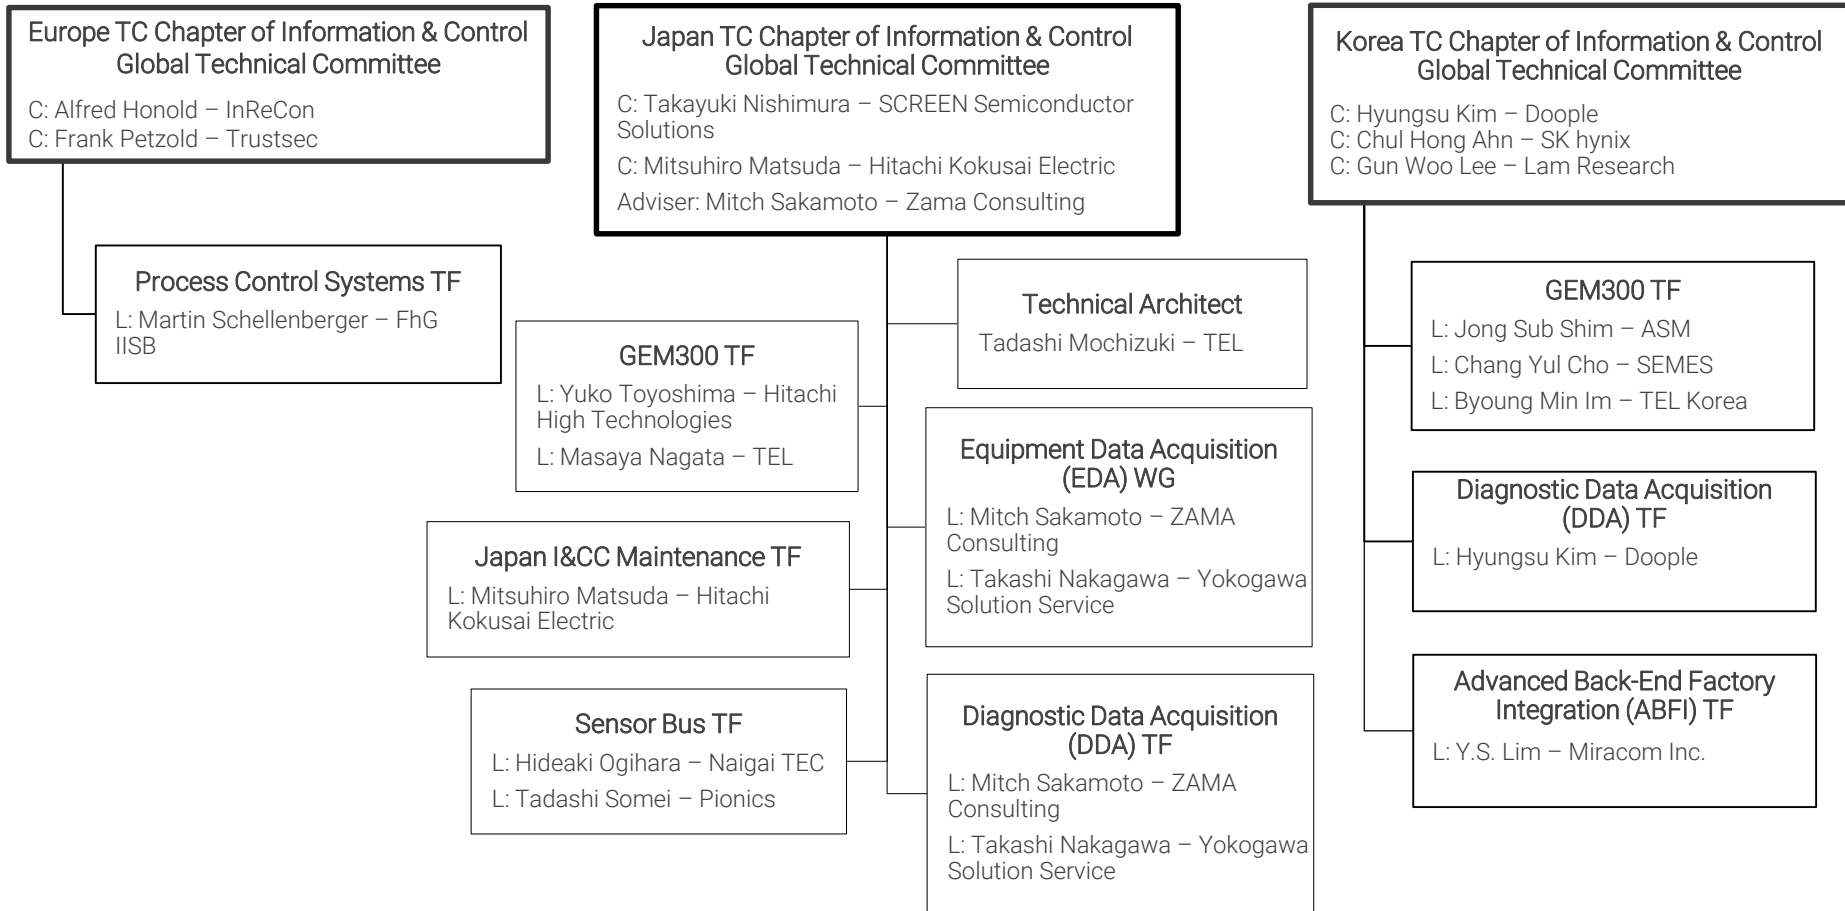 Europe TC Chapter of Information & Control
Global Technical Committee
C: Alfred Honold – InReCon
C: Frank Petzold – Trustsec
Process Control Systems TF
L: Martin Schellenberger – FhG
IISB
Japan TC Chapter of Information & Control
Global Technical Committee
C: Takayuki Nishimura – SCREEN Semiconductor
Solutions
C: Mitsuhiro Matsuda – Hitachi Kokusai Electric
Adviser: Mitch Sakamoto – Zama Consulting
GEM300 TF
L: Yuko Toyoshima – Hitachi
High Technologies
L: Masaya Nagata – TEL
Japan I&CC Maintenance TF
L: Mitsuhiro Matsuda – Hitachi
Kokusai Electric
Sensor Bus TF
L: Hideaki Ogihara – Naigai TEC
L: Tadashi Somei – Pionics
Technical Architect
Tadashi Mochizuki – TEL
Equipment Data Acquisition
(EDA) WG
L: Mitch Sakamoto – ZAMA
Consulting
L: Takashi Nakagawa – Yokogawa
Solution Service
Diagnostic Data Acquisition
(DDA) TF
L: Mitch Sakamoto – ZAMA
Consulting
L: Takashi Nakagawa – Yokogawa
Solution Service
Korea TC Chapter of Information & Control
Global Technical Committee
C: Hyungsu Kim – Doople
C: Chul Hong Ahn – SK hynix
C: Gun Woo Lee – Lam Research
GEM300 TF
L: Jong Sub Shim – ASM
L: Chang Yul Cho – SEMES
L: Byoung Min Im – TEL Korea
Diagnostic Data Acquisition
(DDA) TF
L: Hyungsu Kim – Doople
Advanced Back-End Factory
Integration (ABFI) TF
L: Y.S. Lim – Miracom Inc.